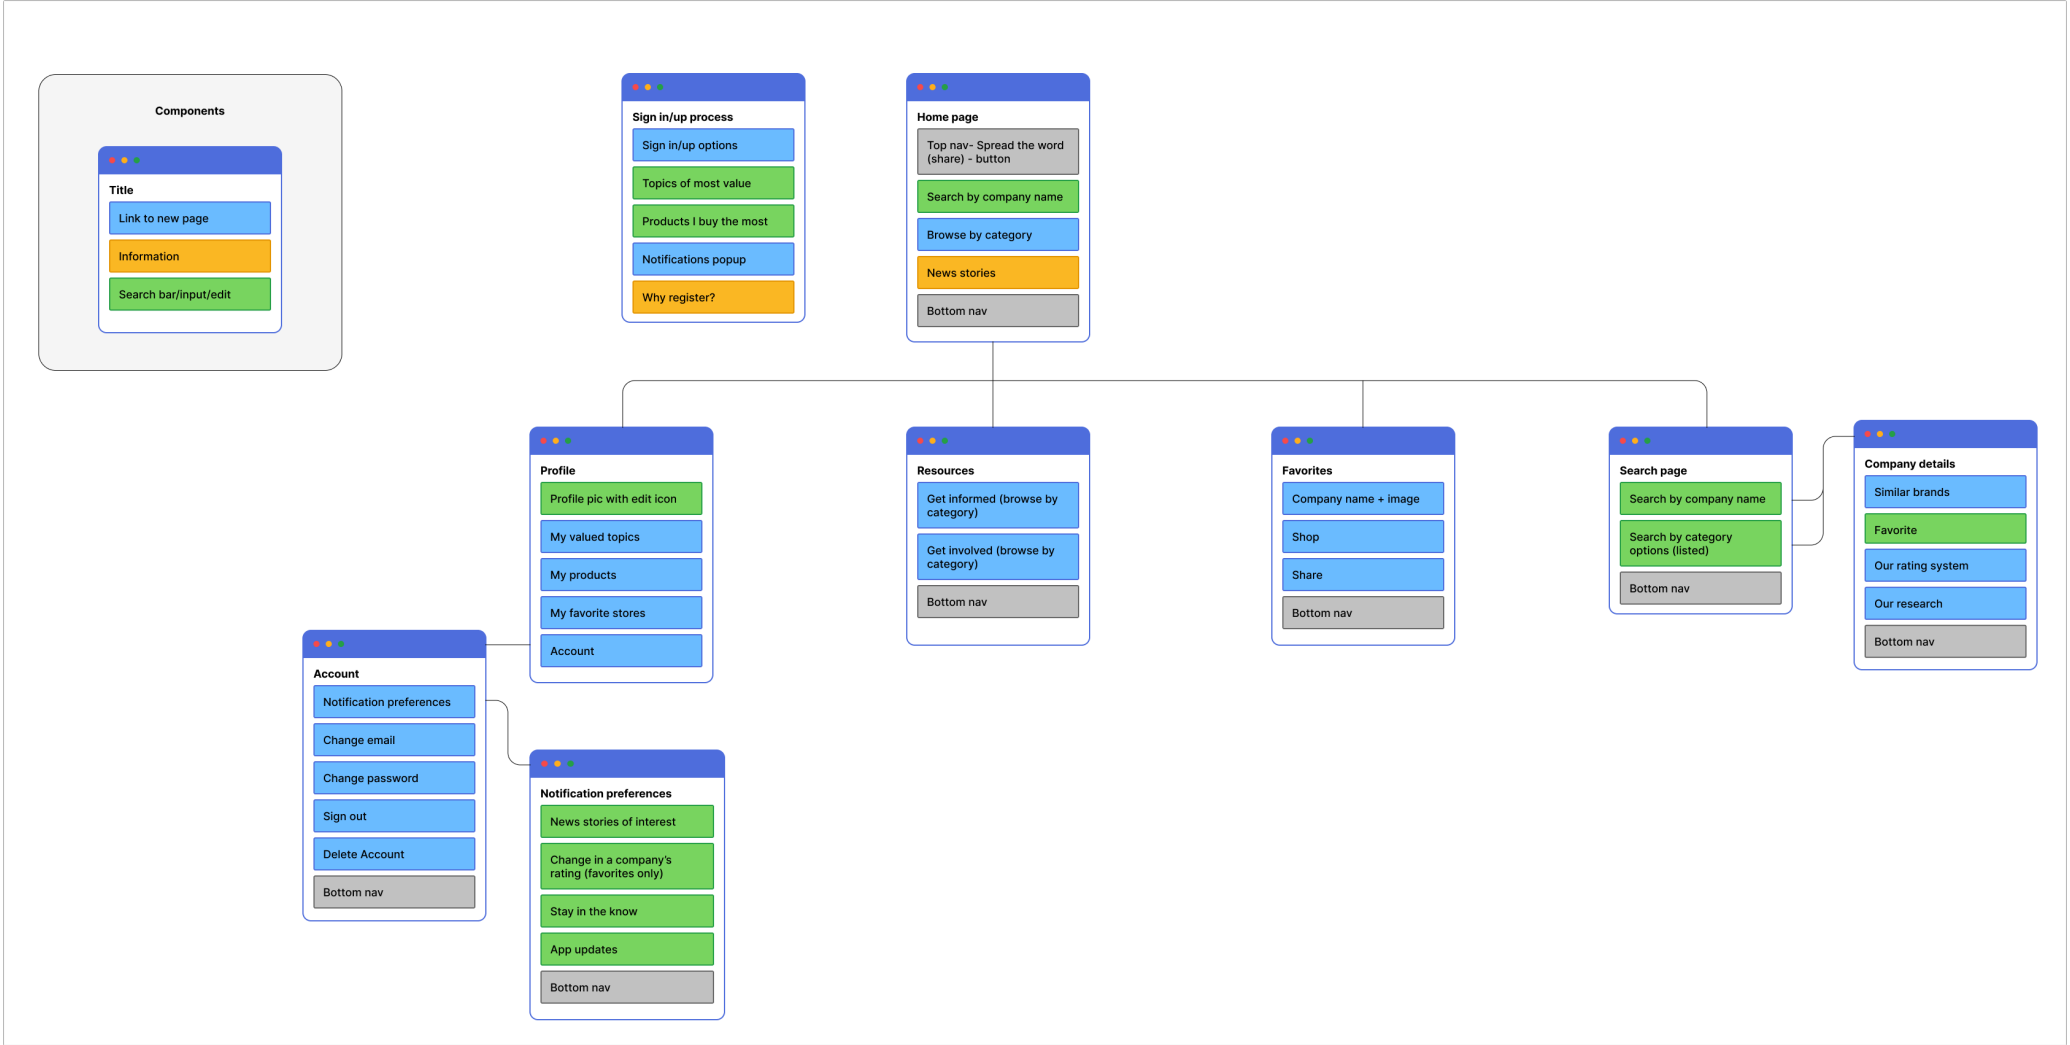 Components
Title
Link to new page
Information
Search bar/input/edit
Sign in/up process
Sign in/up options
Topics of most value
Products I buy the most
Notifications popup
Why register?
Home page
Top nav- Spread the word
(share) - button
Search by company name
Browse by category
News stories
Bottom nav
Profile
Profile pic with edit icon
My valued topics
My products
My favorite stores
Account
Resources
Get informed (browse by
category)
Get involved (browse by
category)
Bottom nav
Favorites
Company name + image
Shop
Share
Bottom nav
Search page
Search by company name
Search by category
options (listed)
Bottom nav
Company details
Similar brands
Favorite
Our rating system
Our research
Bottom nav
Account
Notification preferences
Change email
Change password
Sign out
Delete Account
Bottom nav
Notification preferences
News stories of interest
Change in a company’s
rating (favorites only)
Stay in the know
App updates
Bottom nav